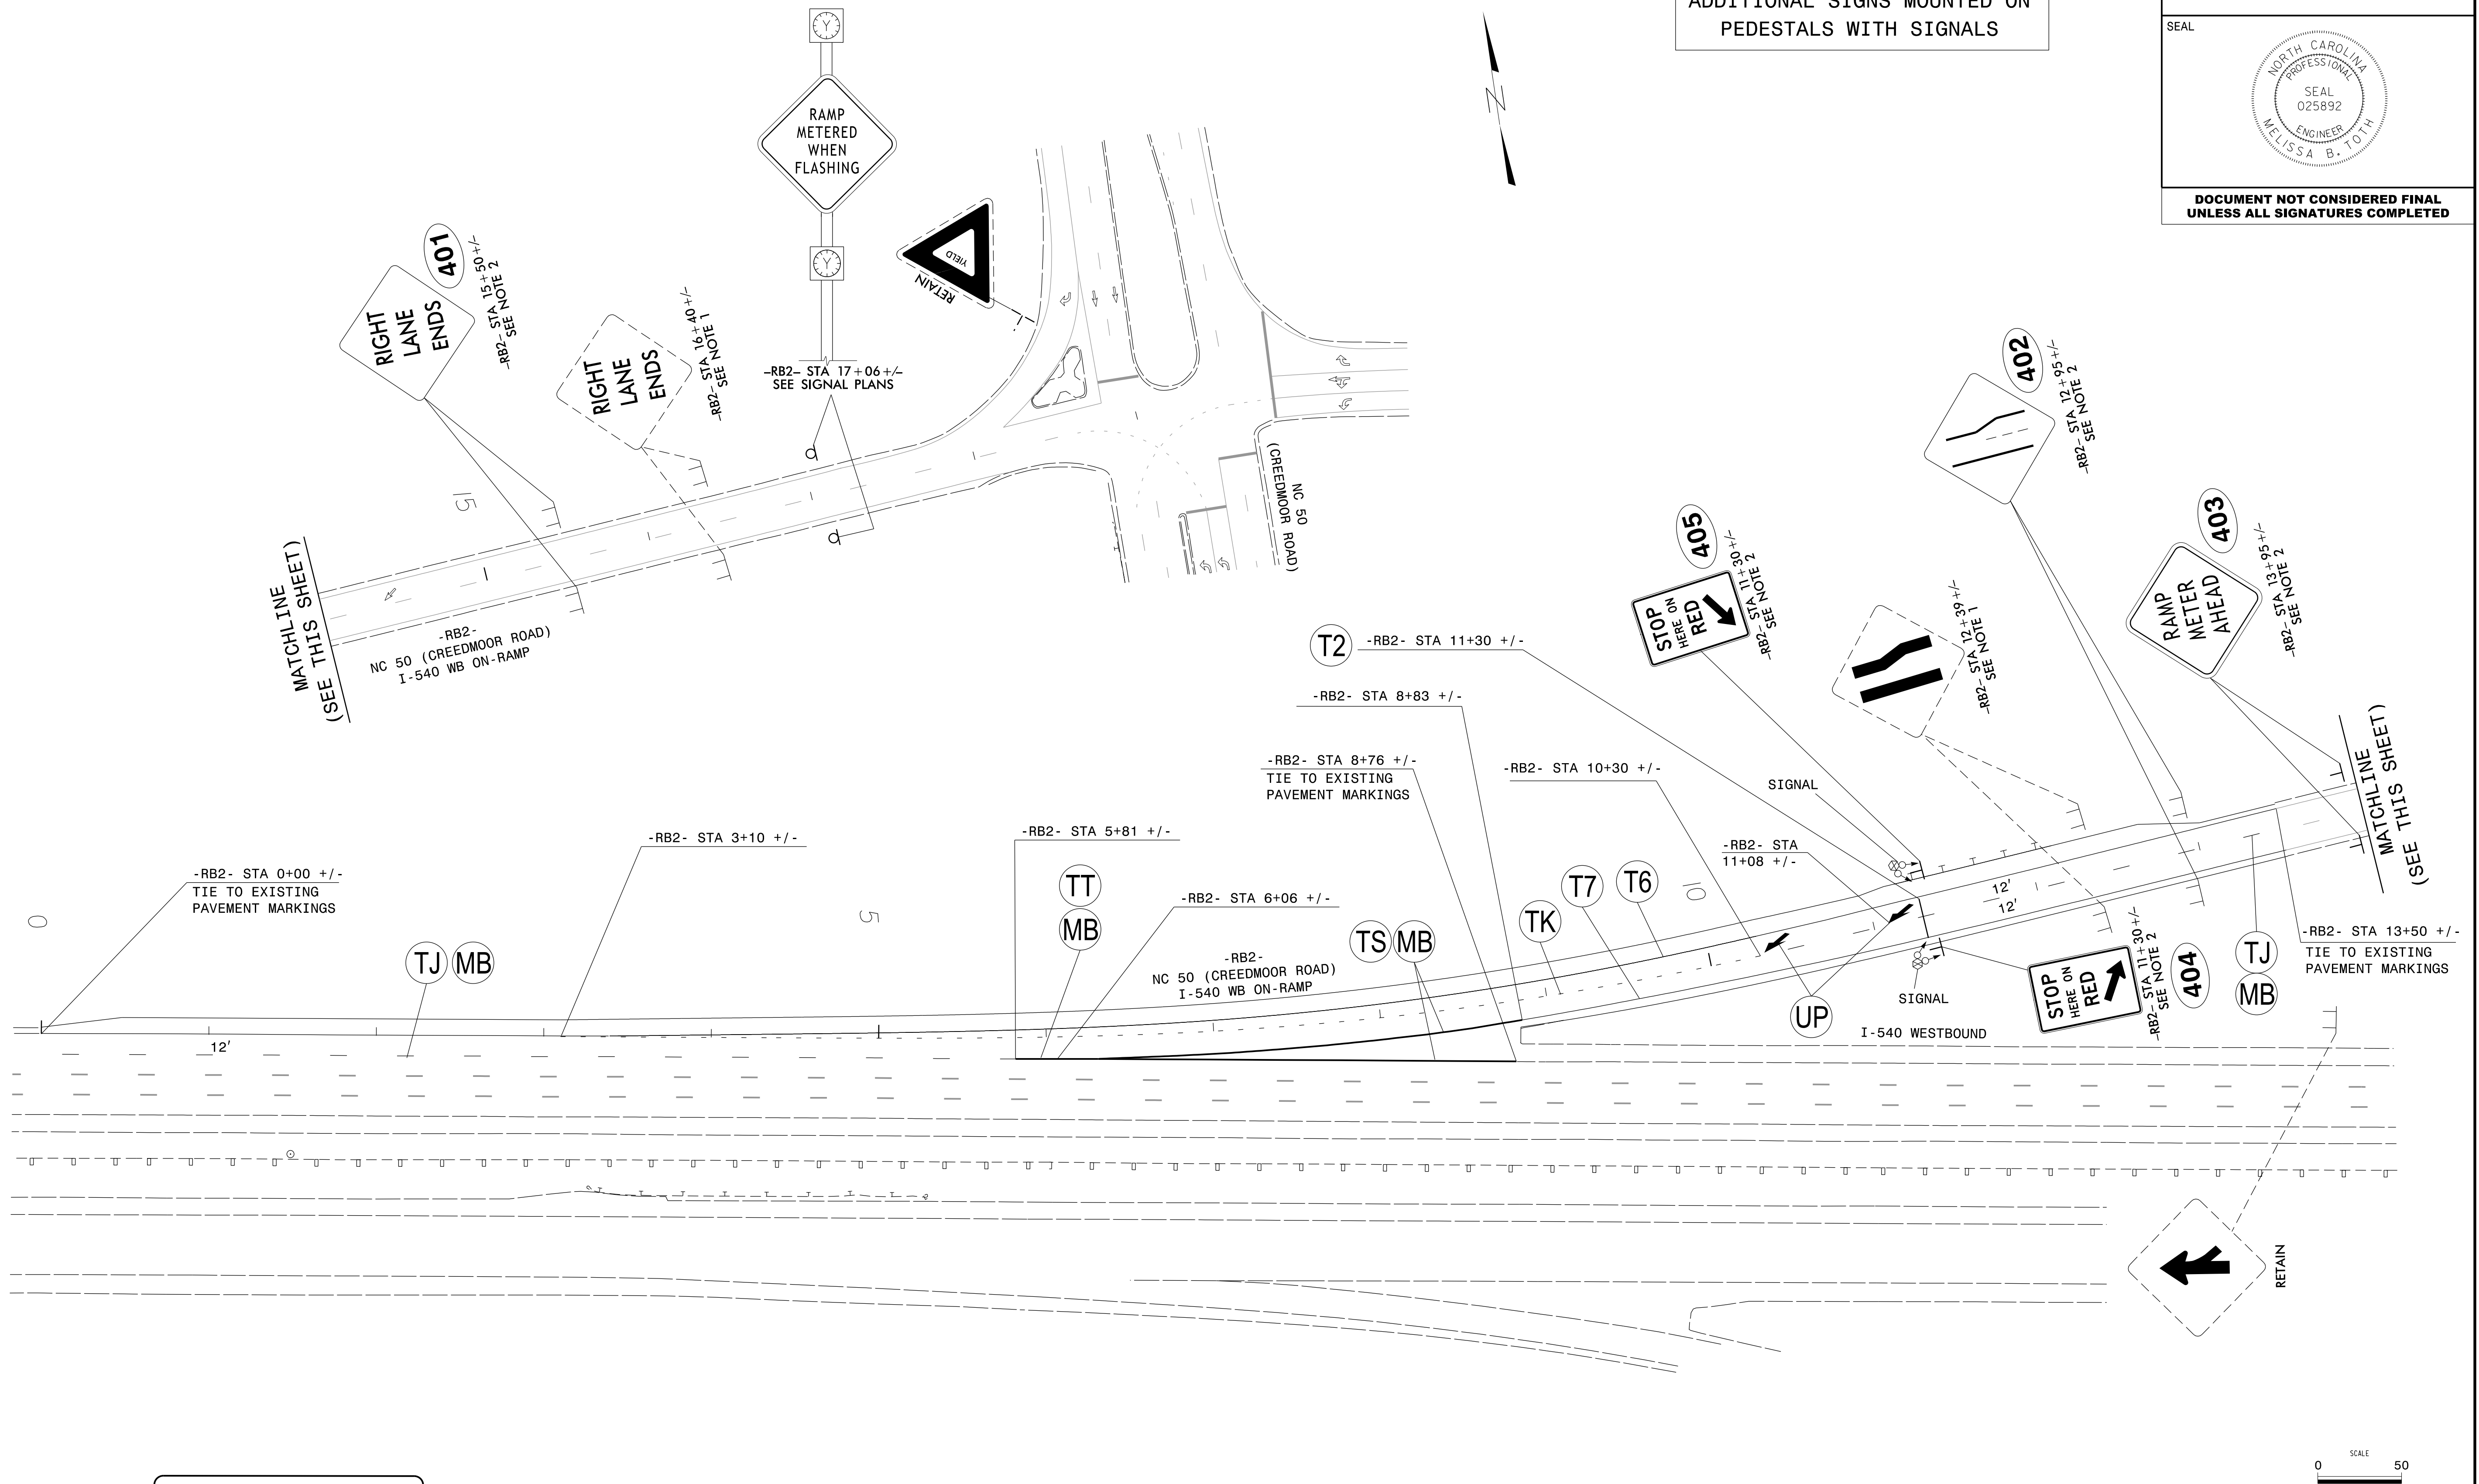 ADDITIONAL SIGNS MOUNTED ON
PEDESTALS WITH SIGNALS
SEAL
NORTH CAROLINA
PROFESSIONAL
SEAL
025892
ENGINEER
MELISSA B. TOTH
DOCUMENT NOT CONSIDERED FINAL
UNLESS ALL SIGNATURES COMPLETED
Y
RAMP
METERED
WHEN
FLASHING
Y
-RB2- STA 17+06 +/-
SEE SIGNAL PLANS
YIELD
RETAIN
N
401
RIGHT
LANE
ENDS
-RB2- STA 15+50 +/-
SEE NOTE 2
RIGHT
LANE
ENDS
-RB2- STA 16+40 +/-
SEE NOTE 1
15
MATCHLINE
(SEE THIS SHEET)
-RB2-
NC 50 (CREEDMOOR ROAD)
I-540 WB ON-RAMP
NC 50
(CREEDMOOR ROAD)
402
-RB2- STA 12+95 +/-
SEE NOTE 2
405
STOP
HERE ON
RED
-RB2- STA 11+30 +/-
SEE NOTE 2
-RB2- STA 12+39 +/-
SEE NOTE 1
403
RAMP
METER
AHEAD
-RB2- STA 13+95 +/-
SEE NOTE 2
MATCHLINE
(SEE THIS SHEET)
T2
-RB2- STA 11+30 +/-
-RB2- STA 8+83 +/-
-RB2- STA 8+76 +/-
TIE TO EXISTING
PAVEMENT MARKINGS
-RB2- STA 10+30 +/-
SIGNAL
-RB2- STA
11+08 +/-
-RB2- STA 0+00 +/-
TIE TO EXISTING
PAVEMENT MARKINGS
-RB2- STA 3+10 +/-
-RB2- STA 5+81 +/-
TT
MB
-RB2- STA 6+06 +/-
0
5
10
TJ
MB
-RB2-
NC 50 (CREEDMOOR ROAD)
I-540 WB ON-RAMP
TS
MB
TK
T7
T6
12'
12'
12'
UP
SIGNAL
I-540 WESTBOUND
STOP
HERE ON
RED
-RB2- STA 11+30 +/-
SEE NOTE 2
404
TJ
MB
-RB2- STA 13+50 +/-
TIE TO EXISTING
PAVEMENT MARKINGS
RETAIN
SCALE
0 50